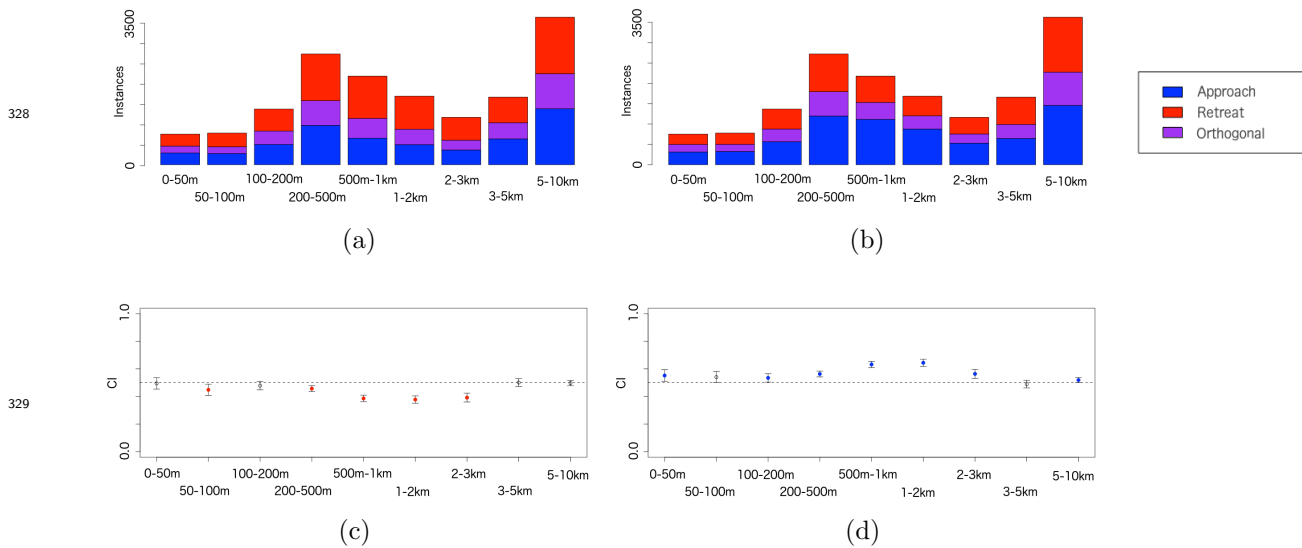 328
3500
Instances
0
0-50m
100-200m
500m-1km
2-3km
5-10km
50-100m
200-500m
1-2km
3-5km
(a)
3500
Instances
0
0-50m
100-200m
500m-1km
2-3km
5-10km
50-100m
200-500m
1-2km
3-5km
(b)
Approach
Retreat
Orthogonal
329
1.0
CI
0.0
0-50m
100-200m
500m-1km
2-3km
5-10km
50-100m
200-500m
1-2km
3-5km
(c)
1.0
CI
0.0
0-50m
100-200m
500m-1km
2-3km
5-10km
50-100m
200-500m
1-2km
3-5km
(d)